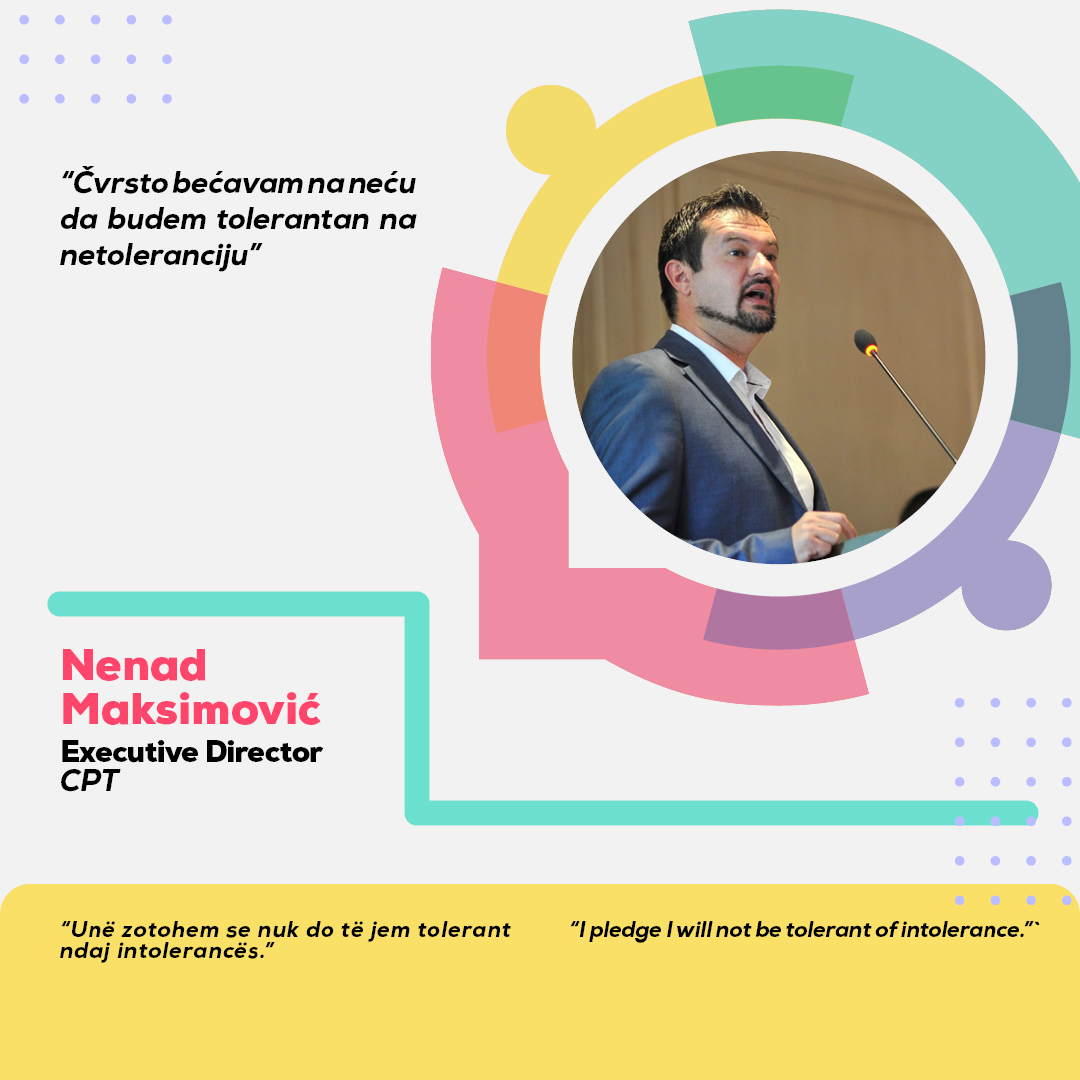 “Čvrsto bećavam na neću
da budem tolerantan na
netoleranciju”
Nenad
Maksimović
Executive Director
CPT
“Unë zotohem se nuk do të jem tolerant
ndaj intolerancës.”
“I pledge I will not be tolerant of intolerance.”`